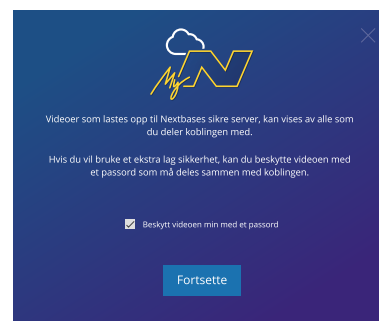 My N
Videoer som lastes opp til Nextbases sikre server, kan vises av alle som
du deler koblingen med.
Hvis du vil bruke et ekstra lag sikkerhet, kan du beskytte videoen med
et passord som må deles sammen med koblingen.
Beskytt videoen min med et passord
Fortsette